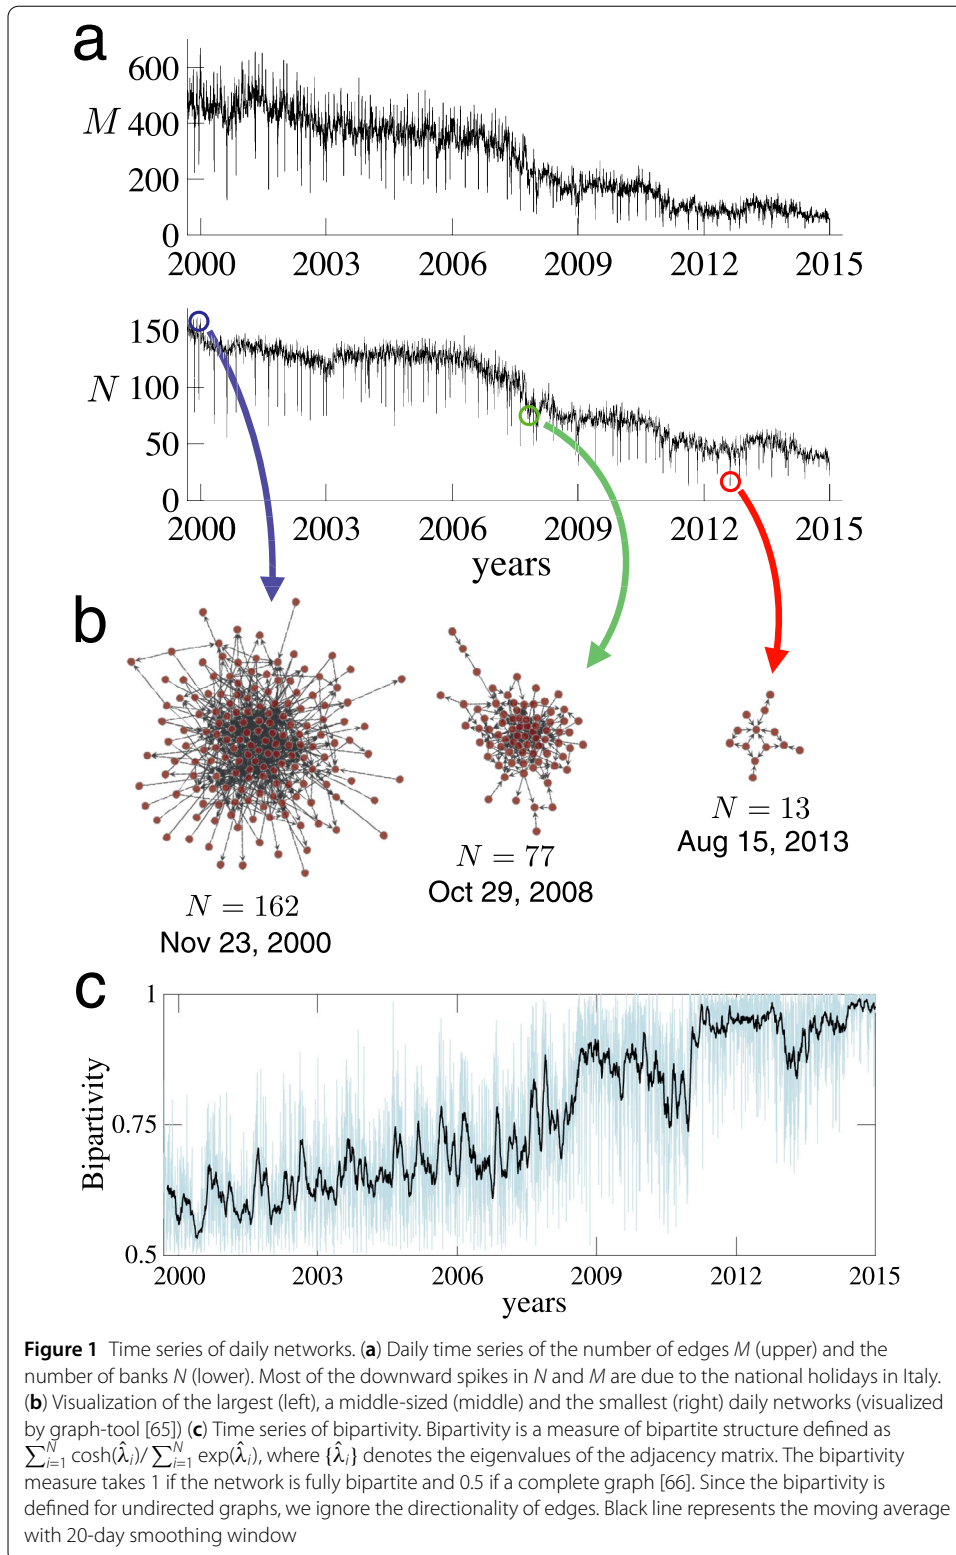 a
600
M 400
200
0
2000 2003 2006 2009 2012 2015
150
N 100
50
0
2000 2003 2006 2009 2012 2015
years
b
N = 162
Nov 23, 2000
N = 77
Oct 29, 2008
N = 13
Aug 15, 2013
c
1
Bipartivity
0.75
0.5
2000 2003 2006 2009 2012 2015
years
Figure 1 Time series of daily networks. (a) Daily time series of the number of edges M (upper) and the
number of banks N (lower). Most of the downward spikes in N and M are due to the national holidays in Italy.
(b) Visualization of the largest (left), a middle-sized (middle) and the smallest (right) daily networks (visualized
by graph-tool [65]) (c) Time series of bipartivity. Bipartivity is a measure of bipartite structure defined as
∑ᵢ₌₁ᴺ cosh(λ̂ᵢ)/ ∑ᵢ₌₁ᴺ exp(λ̂ᵢ), where {λ̂ᵢ} denotes the eigenvalues of the adjacency matrix. The bipartivity
measure takes 1 if the network is fully bipartite and 0.5 if a complete graph [66]. Since the bipartivity is
defined for undirected graphs, we ignore the directionality of edges. Black line represents the moving average
with 20-day smoothing window